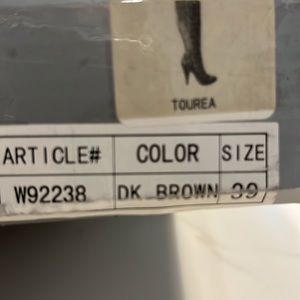 TOUREA
ARTICLE# COLOR SIZE
W92238 DK BROWN 39